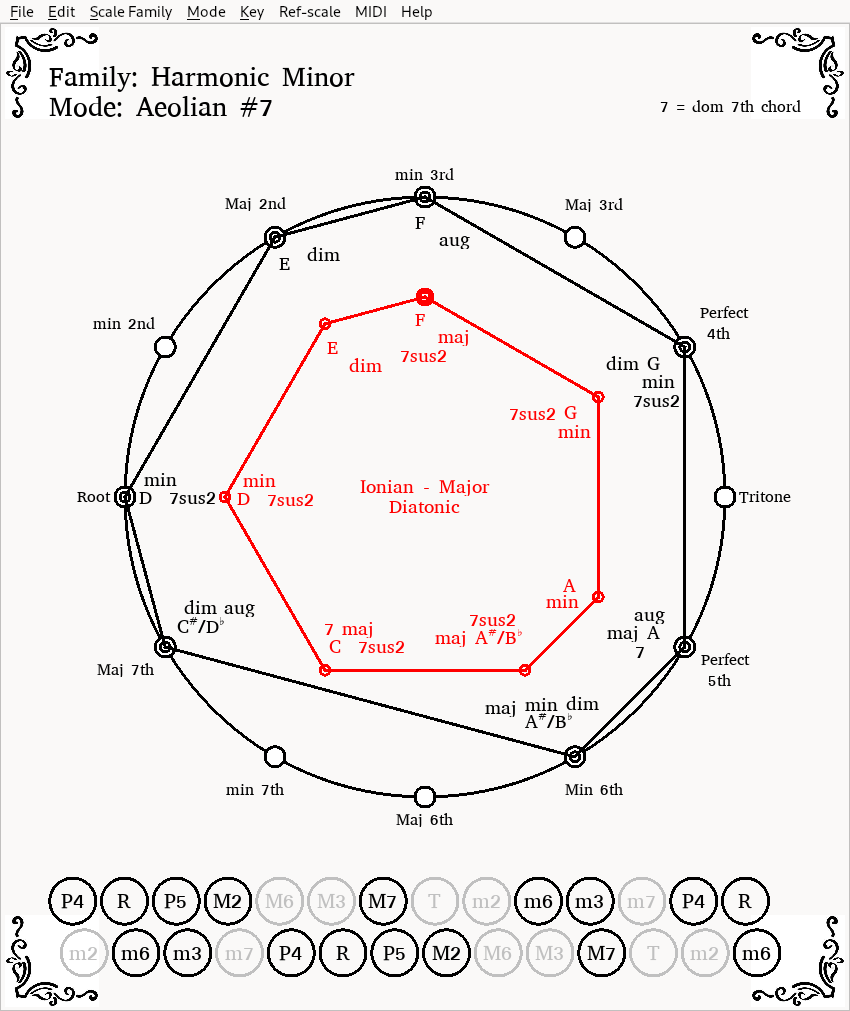 File Edit Scale Family Mode Key Ref-scale MIDI Help
Family: Harmonic Minor
Mode: Aeolian #7
7 = dom 7th chord
min 3rd
Maj 2nd
Maj 3rd
F
aug
E dim
Perfect
4th
min 2nd
F
maj
7sus2
E
dim
dim G
min
7sus2
7sus2 G
min
Root
min
D 7sus2
min
D 7sus2
Ionian - Major
Diatonic
Tritone
A
min
dim aug
C#/D♭
7 maj
C 7sus2
7sus2
maj A#/B♭
aug
maj A
7
Maj 7th
Perfect
5th
maj min dim
A#/B♭
min 7th
Min 6th
Maj 6th
P4 R P5 M2 M6 M3 M7 T m2 m6 m3 m7 P4 R
m2 m6 m3 m7 P4 R P5 M2 M6 M3 M7 T m2 m6